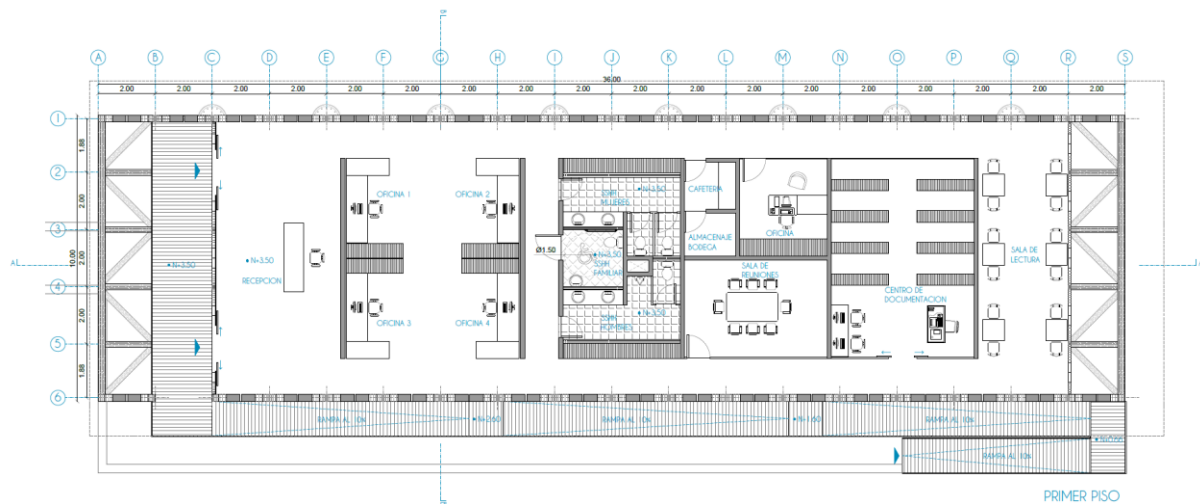 A B C D E F G H I J K L M N O P Q R S
36.00
2.00 2.00 2.00 2.00 2.00 2.00 2.00 2.00 2.00 2.00 2.00 2.00 2.00 2.00 2.00 2.00 2.00 2.00
1
1.88
2
2.00
3
10.00
2.00
4
2.00
5
1.88
6
OFICINA 1
OFICINA 2
N+3.50
SSHH
MUJERES
CAFETERIA
OFICINA
N+3.50
N+3.50
RECEPCION
Ø1.50
N+3.50
SSHH
FAMILIAR
ALMACENAJE
BODEGA
SALA DE
REUNIONES
SALA DE
LECTURA
OFICINA 3
OFICINA 4
SSHH
HOMBRES
N+3.50
CENTRO DE
DOCUMENTACION
RAMPA AL 10%
N+2.60
RAMPA AL 10%
N+1.60
RAMPA AL 10%
RAMPA AL 10%
PRIMER PISO